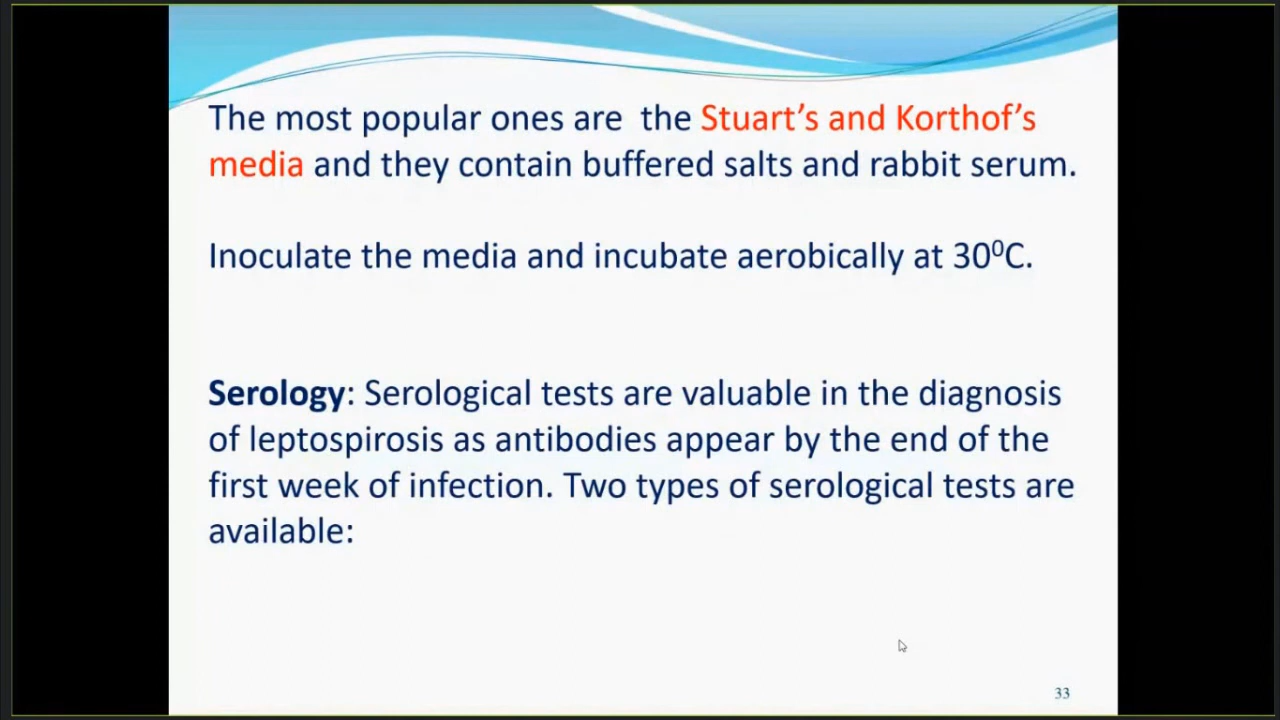 The most popular ones are  the Stuart's and Korthof's
media and they contain buffered salts and rabbit serum.
Inoculate the media and incubate aerobically at 30⁰C.
Serology: Serological tests are valuable in the diagnosis
of leptospirosis as antibodies appear by the end of the
first week of infection. Two types of serological tests are
available:
33